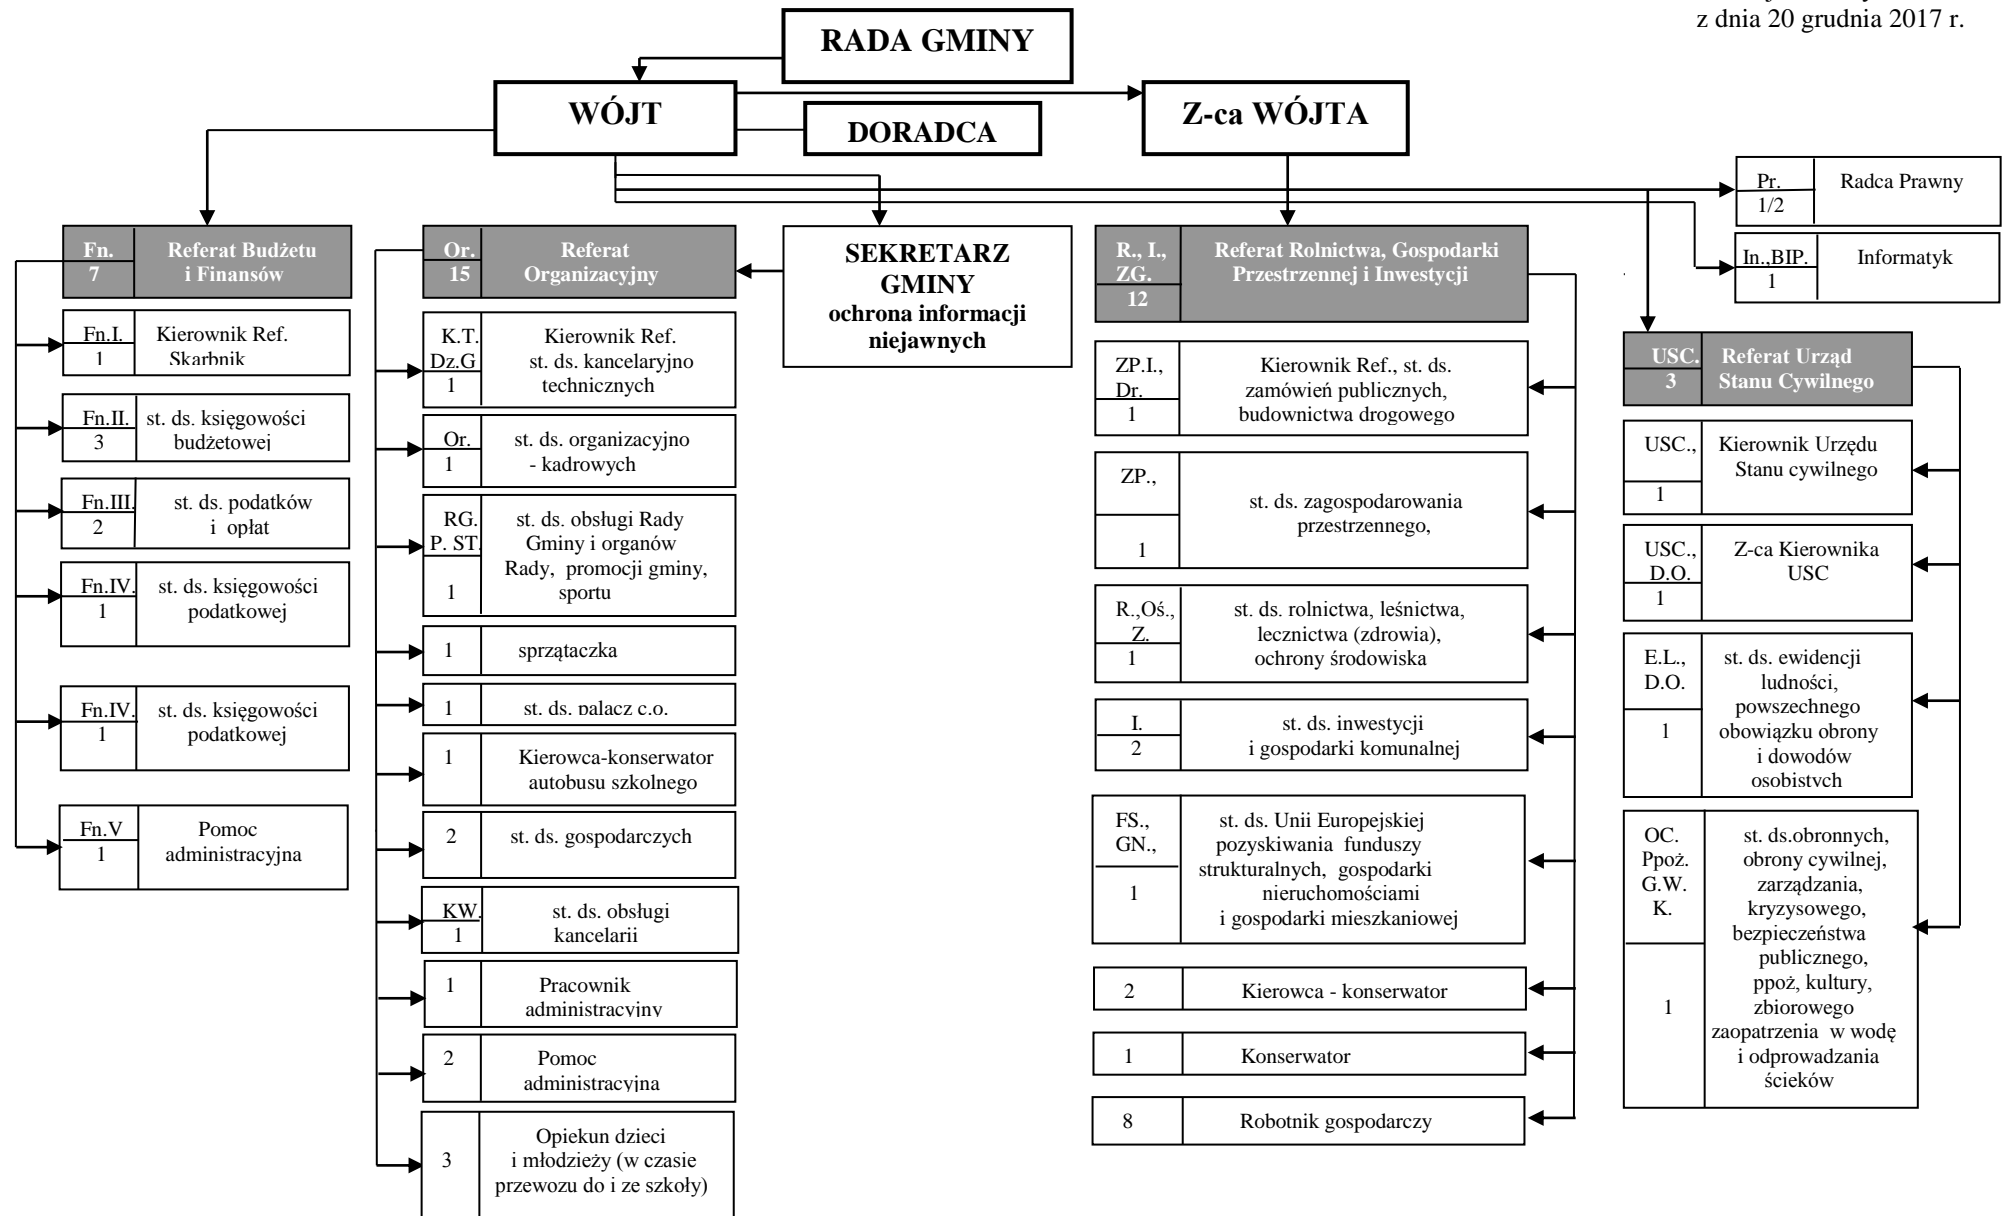 z dnia 20 grudnia 2017 r.
RADA GMINY
WÓJT
DORADCA
Z-ca WÓJTA
Pr.
1/2
Radca Prawny
In.,BIP.
1
Informatyk
Fn.
7
Referat Budżetu
i Finansów
Fn.I.
1
Kierownik Ref.
Skarbnik
Fn.II.
3
st. ds. księgowości
budżetowej
Fn.III.
2
st. ds. podatków
i opłat
Fn.IV.
1
st. ds. księgowości
podatkowej
Fn.IV.
1
st. ds. księgowości
podatkowej
Fn.V
1
Pomoc
administracyjna
Or.
15
Referat
Organizacyjny
K.T.
Dz.G
1
Kierownik Ref.
st. ds. kancelaryjno
technicznych
Or.
1
st. ds. organizacyjno
- kadrowych
RG.
P. ST.
1
st. ds. obsługi Rady
Gminy i organów
Rady, promocji gminy,
sportu
1
sprzątaczka
1
st. ds. palacz c.o.
1
Kierowca-konserwator
autobusu szkolnego
2
st. ds. gospodarczych
KW.
1
st. ds. obsługi
kancelarii
1
Pracownik
administracyjny
2
Pomoc
administracyjna
3
Opiekun dzieci
i młodzieży (w czasie
przewozu do i ze szkoły)
SEKRETARZ
GMINY
ochrona informacji
niejawnych
R., I.,
ZG.
12
Referat Rolnictwa, Gospodarki
Przestrzennej i Inwestycji
ZP.I.,
Dr.
1
Kierownik Ref., st. ds.
zamówień publicznych,
budownictwa drogowego
ZP.,
1
st. ds. zagospodarowania
przestrzennego,
R.,Oś.,
Z.
1
st. ds. rolnictwa, leśnictwa,
lecznictwa (zdrowia),
ochrony środowiska
I.
2
st. ds. inwestycji
i gospodarki komunalnej
FS.,
GN.,
1
st. ds. Unii Europejskiej
pozyskiwania funduszy
strukturalnych, gospodarki
nieruchomościami
i gospodarki mieszkaniowej
2
Kierowca - konserwator
1
Konserwator
8
Robotnik gospodarczy
USC.
3
Referat Urząd
Stanu Cywilnego
USC.,
1
Kierownik Urzędu
Stanu cywilnego
USC.,
D.O.
1
Z-ca Kierownika
USC
E.L.,
D.O.
1
st. ds. ewidencji
ludności,
powszechnego
obowiązku obrony
i dowodów
osobistych
OC.
Ppoż.
G.W.
K.
1
st. ds.obronnych,
obrony cywilnej,
zarządzania,
kryzysowego,
bezpieczeństwa
publicznego,
ppoż, kultury,
zbiorowego
zaopatrzenia w wodę
i odprowadzania
ścieków